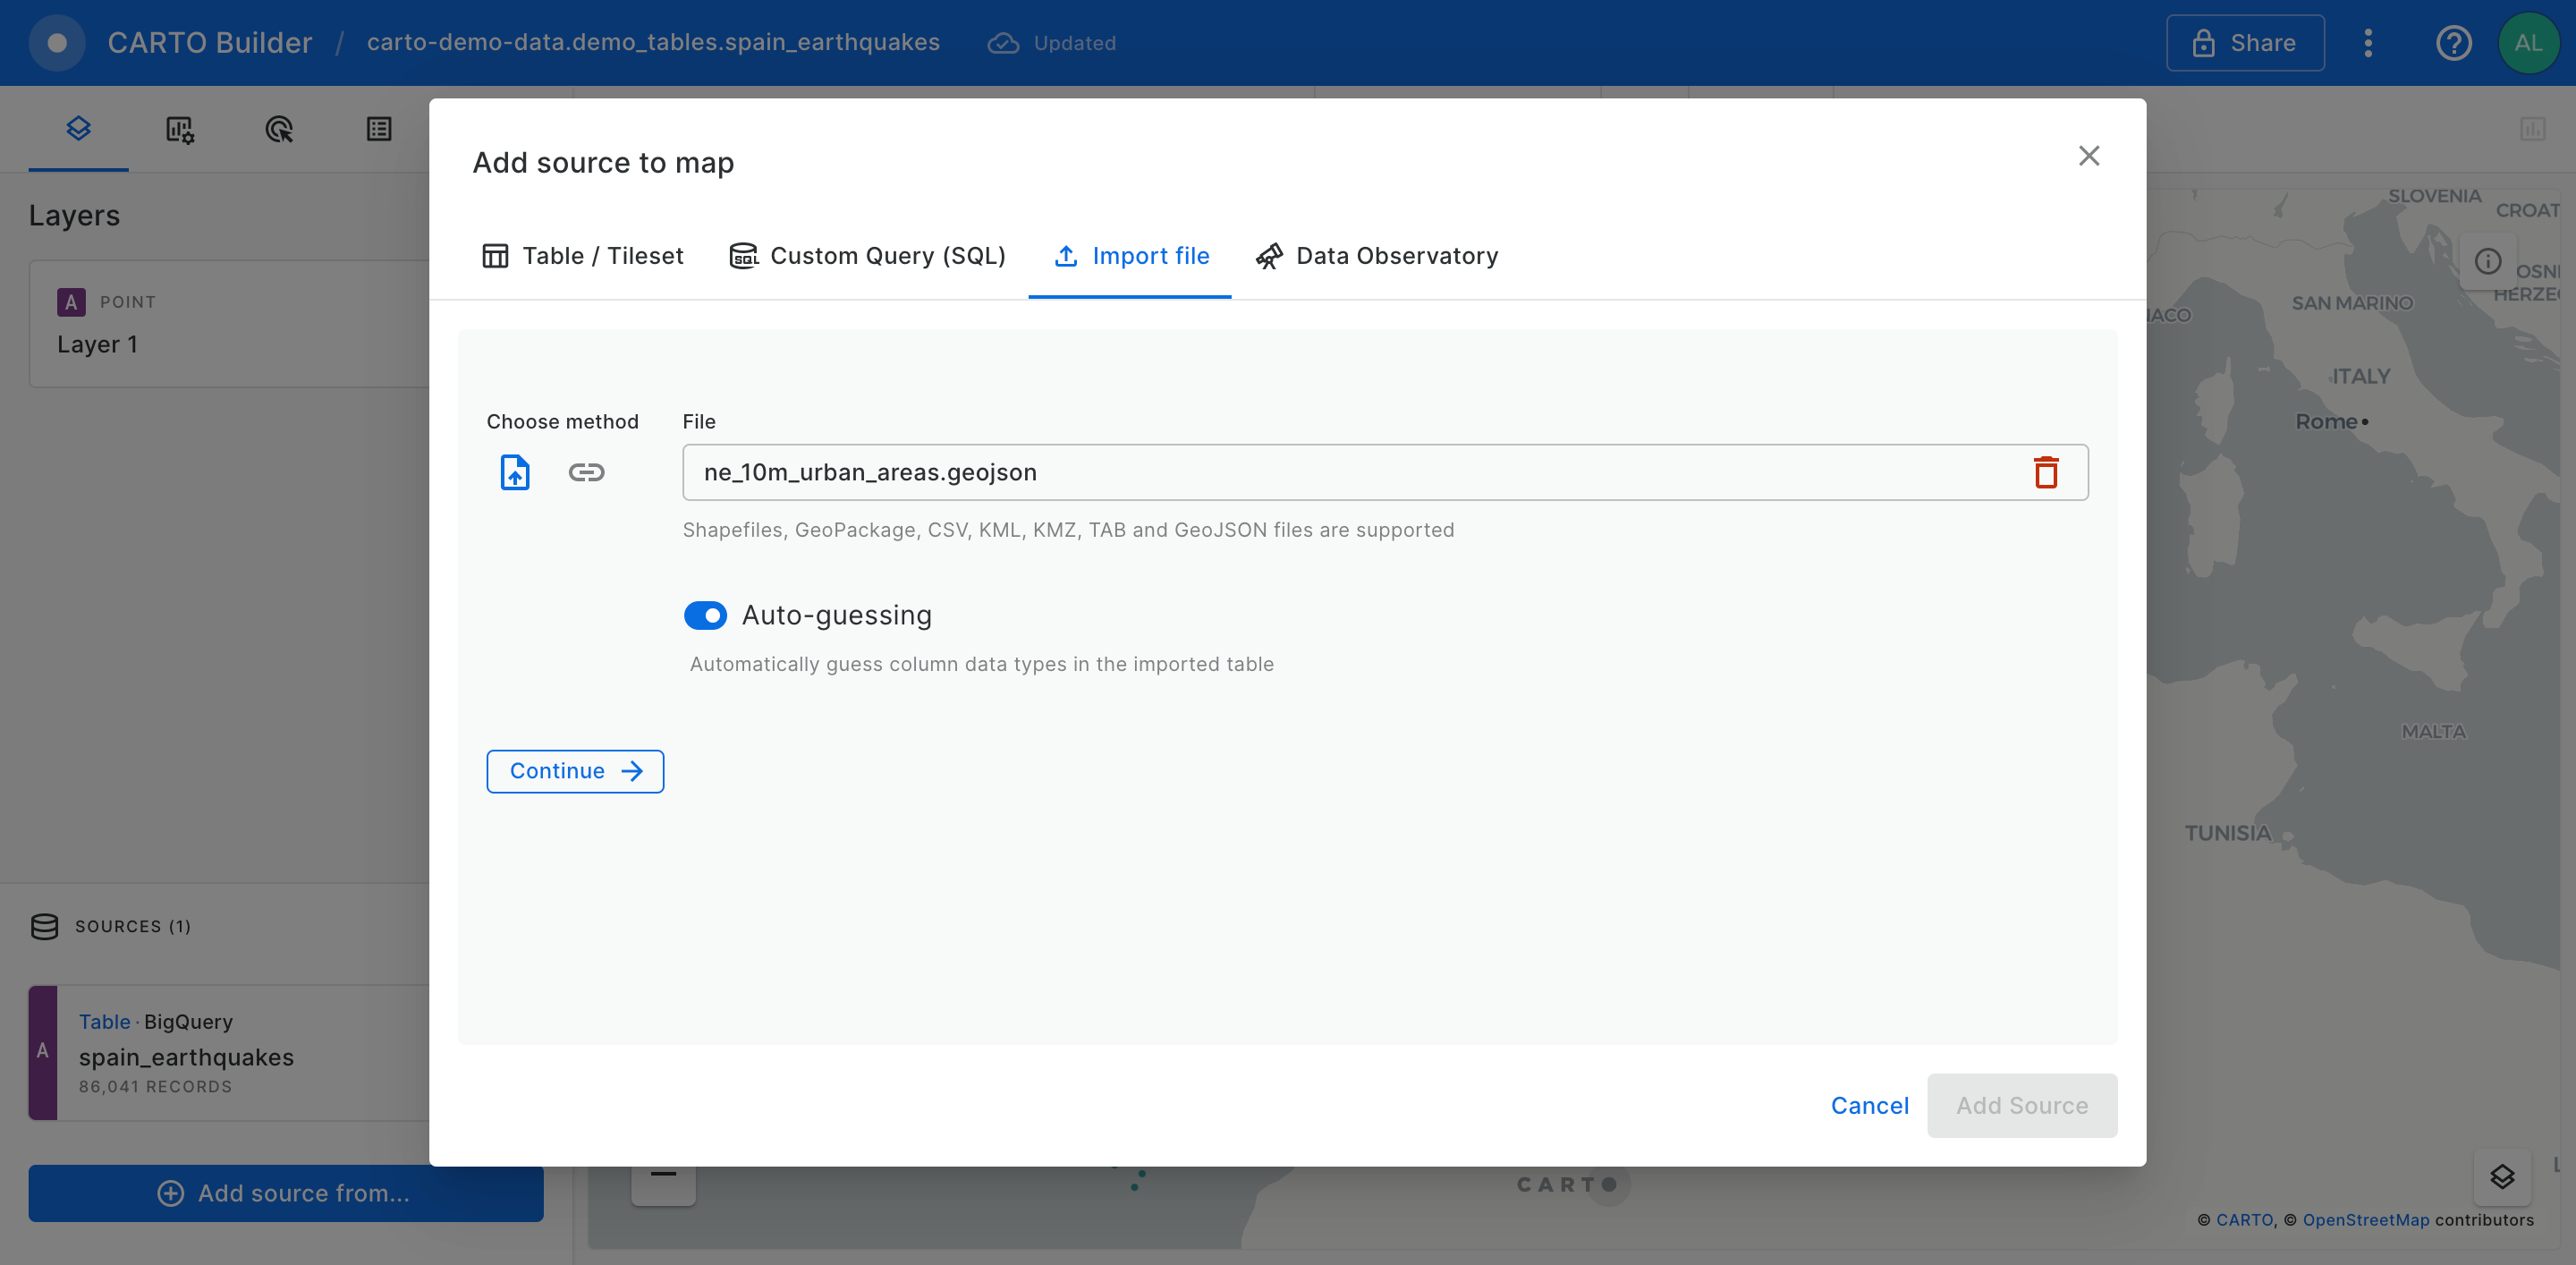 CARTO Builder / carto-demo-data.demo_tables.spain_earthquakes Updated Share AL
Add source to map
Table / Tileset Custom Query (SQL) Import file Data Observatory
Layers
A POINT
Layer 1
Choose method
File
ne_10m_urban_areas.geojson
Shapefiles, GeoPackage, CSV, KML, KMZ, TAB and GeoJSON files are supported
Auto-guessing
Automatically guess column data types in the imported table
Continue
Cancel Add Source
SOURCES (1)
A
Table · BigQuery
spain_earthquakes
86,041 RECORDS
Add source from...
SLOVENIA
CROAT
OSNI
HERZEG
SAN MARINO
NACO
ITALY
Rome
MALTA
TUNISIA
CARTO
© CARTO, © OpenStreetMap contributors